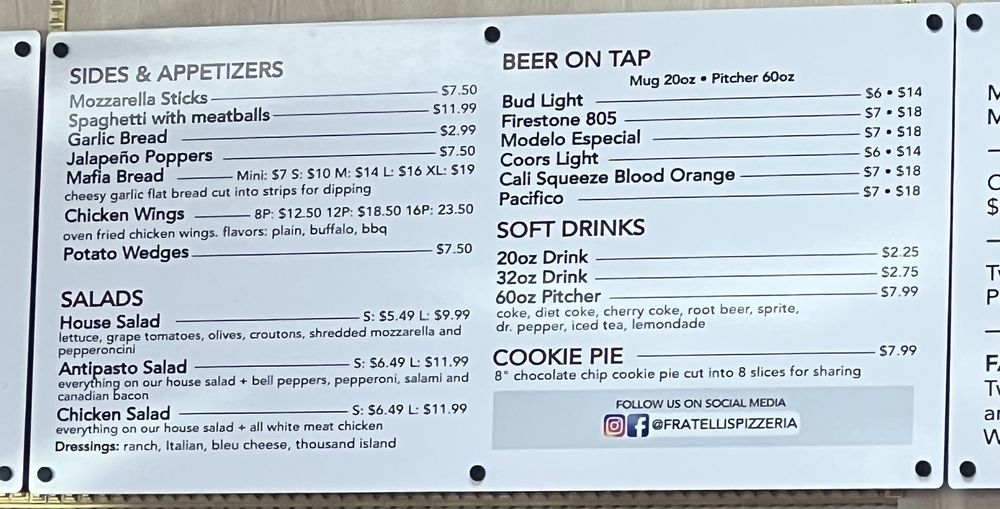 SIDES & APPETIZERS
Mozzarella Sticks $7.50
Spaghetti with meatballs $11.99
Garlic Bread $2.99
Jalapeño Poppers $7.50
Mafia Bread Mini: $7 S: $10 M: $14 L: $16 XL: $19
cheesy garlic flat bread cut into strips for dipping
Chicken Wings 8P: $12.50 12P: $18.50 16P: 23.50
oven fried chicken wings. flavors: plain, buffalo, bbq
Potato Wedges $7.50
SALADS
House Salad S: $5.49 L: $9.99
lettuce, grape tomatoes, olives, croutons, shredded mozzarella and
pepperoncini
Antipasto Salad S: $6.49 L: $11.99
everything on our house salad + bell peppers, pepperoni, salami and
canadian bacon
Chicken Salad S: $6.49 L: $11.99
everything on our house salad + all white meat chicken
Dressings: ranch, Italian, bleu cheese, thousand island
BEER ON TAP
Mug 20oz • Pitcher 60oz
Bud Light $6 • $14
Firestone 805 $7 • $18
Modelo Especial $7 • $18
Coors Light $6 • $14
Cali Squeeze Blood Orange $7 • $18
Pacifico $7 • $18
SOFT DRINKS
20oz Drink $2.25
32oz Drink $2.75
60oz Pitcher $7.99
coke, diet coke, cherry coke, root beer, sprite,
dr. pepper, iced tea, lemondade
COOKIE PIE $7.99
8" chocolate chip cookie pie cut into 8 slices for sharing
FOLLOW US ON SOCIAL MEDIA
@FRATELLISPIZZERIA